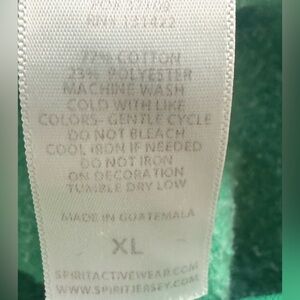 77% COTTON
23% POLYESTER
MACHINE WASH
COLD WITH LIKE
COLORS- GENTLE CYCLE
DO NOT BLEACH
COOL IRON IF NEEDED
DO NOT IRON
ON DECORATION
TUMBLE DRY LOW
MADE IN GUATEMALA
XL
SPIRITACTIVEWEAR.COM
WWW.SPIRITJERSEY.COM